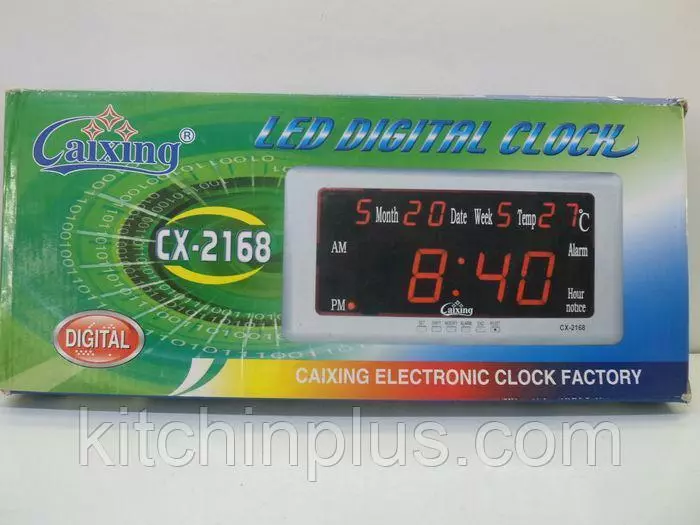 Caixing®
LED DIGITAL CLOCK
5 Month 20 Date Week 5 Temp 27°C
AM
Alarm
8:40
CX-2168
PM
Hour
notice
Caixing
CX-2168
DIGITAL
CAIXING ELECTRONIC CLOCK FACTORY
kitchinplus.com